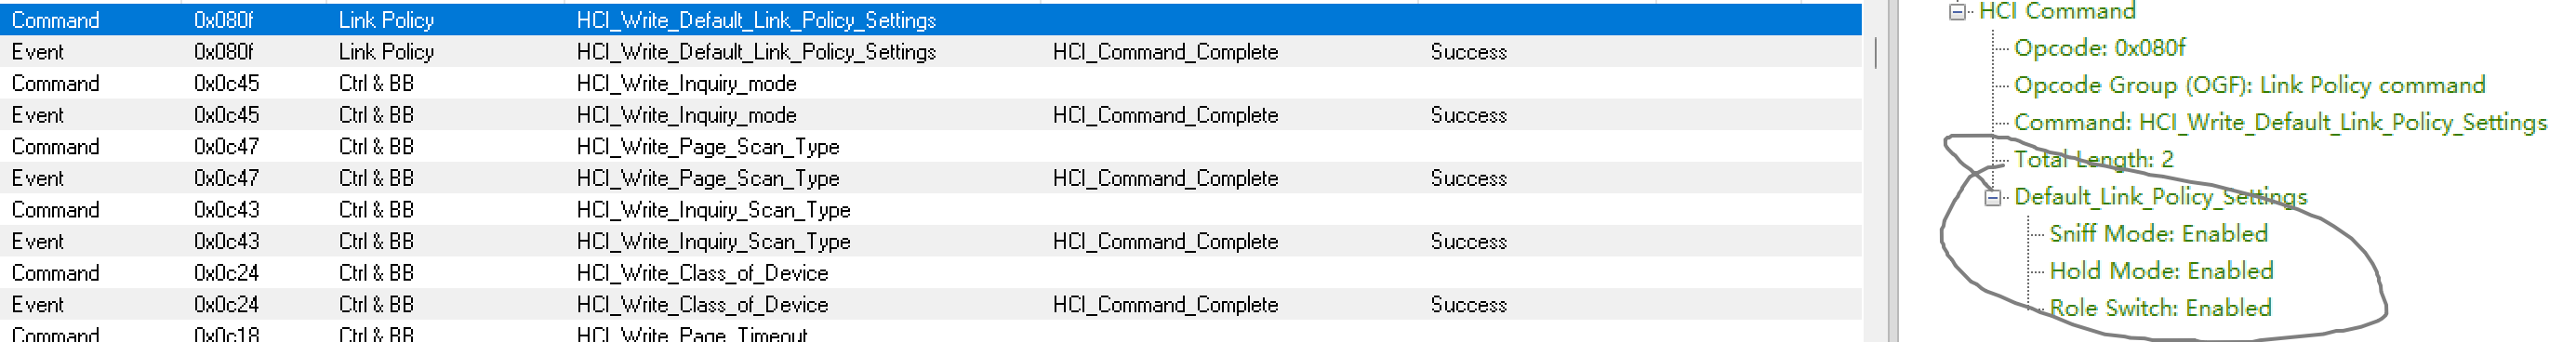 Command 0x080f Link Policy HCI_Write_Default_Link_Policy_Settings
Event 0x080f Link Policy HCI_Write_Default_Link_Policy_Settings HCI_Command_Complete Success
Command 0x0c45 Ctrl & BB HCI_Write_Inquiry_mode
Event 0x0c45 Ctrl & BB HCI_Write_Inquiry_mode HCI_Command_Complete Success
Command 0x0c47 Ctrl & BB HCI_Write_Page_Scan_Type
Event 0x0c47 Ctrl & BB HCI_Write_Page_Scan_Type HCI_Command_Complete Success
Command 0x0c43 Ctrl & BB HCI_Write_Inquiry_Scan_Type
Event 0x0c43 Ctrl & BB HCI_Write_Inquiry_Scan_Type HCI_Command_Complete Success
Command 0x0c24 Ctrl & BB HCI_Write_Class_of_Device
Event 0x0c24 Ctrl & BB HCI_Write_Class_of_Device HCI_Command_Complete Success
Command 0x0c18 Ctrl & BB HCI_Write_Page_Timeout
HCI Command
Opcode: 0x080f
Opcode Group (OGF): Link Policy command
Command: HCI_Write_Default_Link_Policy_Settings
Total Length: 2
Default_Link_Policy_Settings
Sniff Mode: Enabled
Hold Mode: Enabled
Role Switch: Enabled